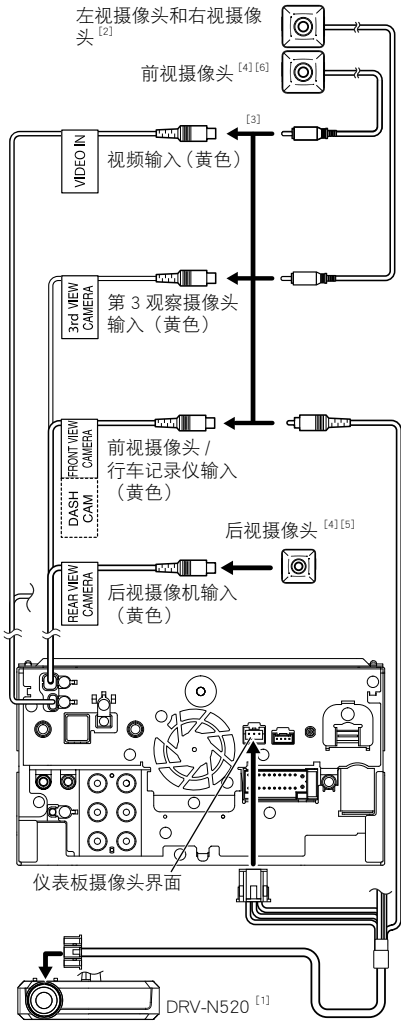 左视摄像头和右视摄像
头 [2]
前视摄像头 [4][6]
[3]
VIDEO IN
视频输入（黄色）
3rd VIEW
CAMERA
第 3 观察摄像头
输入（黄色）
FRONT VIEW
CAMERA
DASH
CAM
前视摄像头 /
行车记录仪输入
（黄色）
后视摄像头 [4][5]
REAR VIEW
CAMERA
后视摄像机输入
（黄色）
仪表板摄像头界面
DRV-N520 [1]